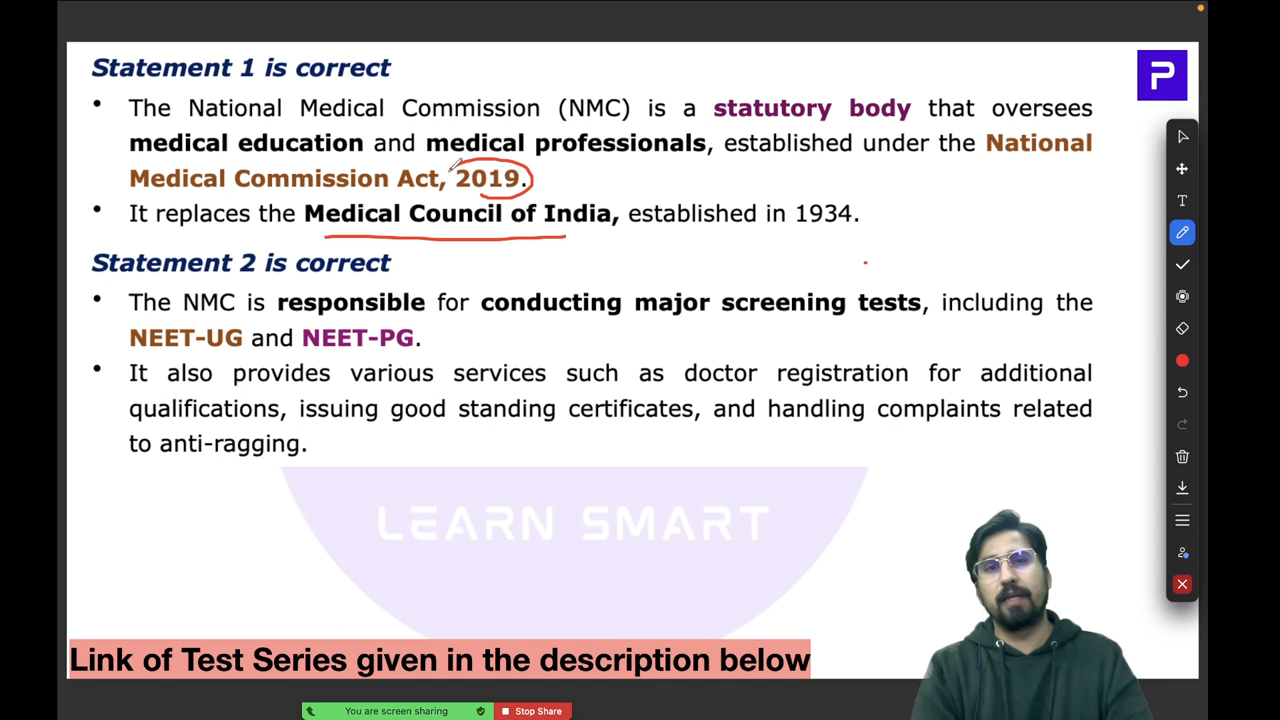 Statement 1 is correct
• The National Medical Commission (NMC) is a statutory body that oversees
medical education and medical professionals, established under the National
Medical Commission Act, 2019.
• It replaces the Medical Council of India, established in 1934.
Statement 2 is correct
• The NMC is responsible for conducting major screening tests, including the
NEET-UG and NEET-PG.
• It also provides various services such as doctor registration for additional
qualifications, issuing good standing certificates, and handling complaints related
to anti-ragging.
LEARN SMART
Link of Test Series given in the description below
You are screen sharing
Stop Share
P
T